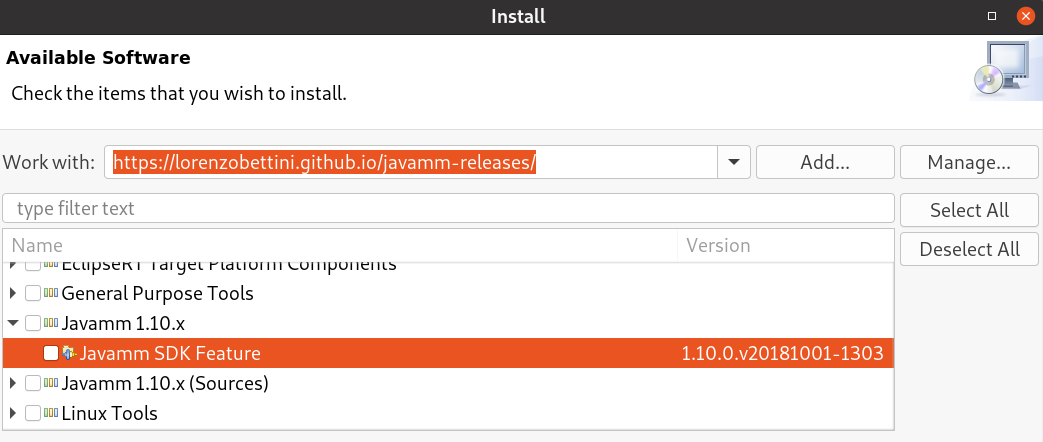 Install
Available Software
Check the items that you wish to install.
Work with: https://lorenzobettini.github.io/javamm-releases/ Add... Manage...
type filter text
Select All
Deselect All
Name Version
EclipseRT Target Platform Components
General Purpose Tools
Javamm 1.10.x
Javamm SDK Feature 1.10.0.v20181001-1303
Javamm 1.10.x (Sources)
Linux Tools